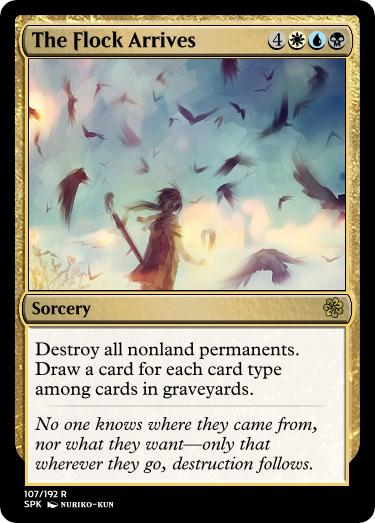 The Flock Arrives 4
Sorcery
Destroy all nonland permanents.
Draw a card for each card type
among cards in graveyards.
No one knows where they came from,
nor what they want—only that
wherever they go, destruction follows.
107/192 R
SPK NURIKO-KUN